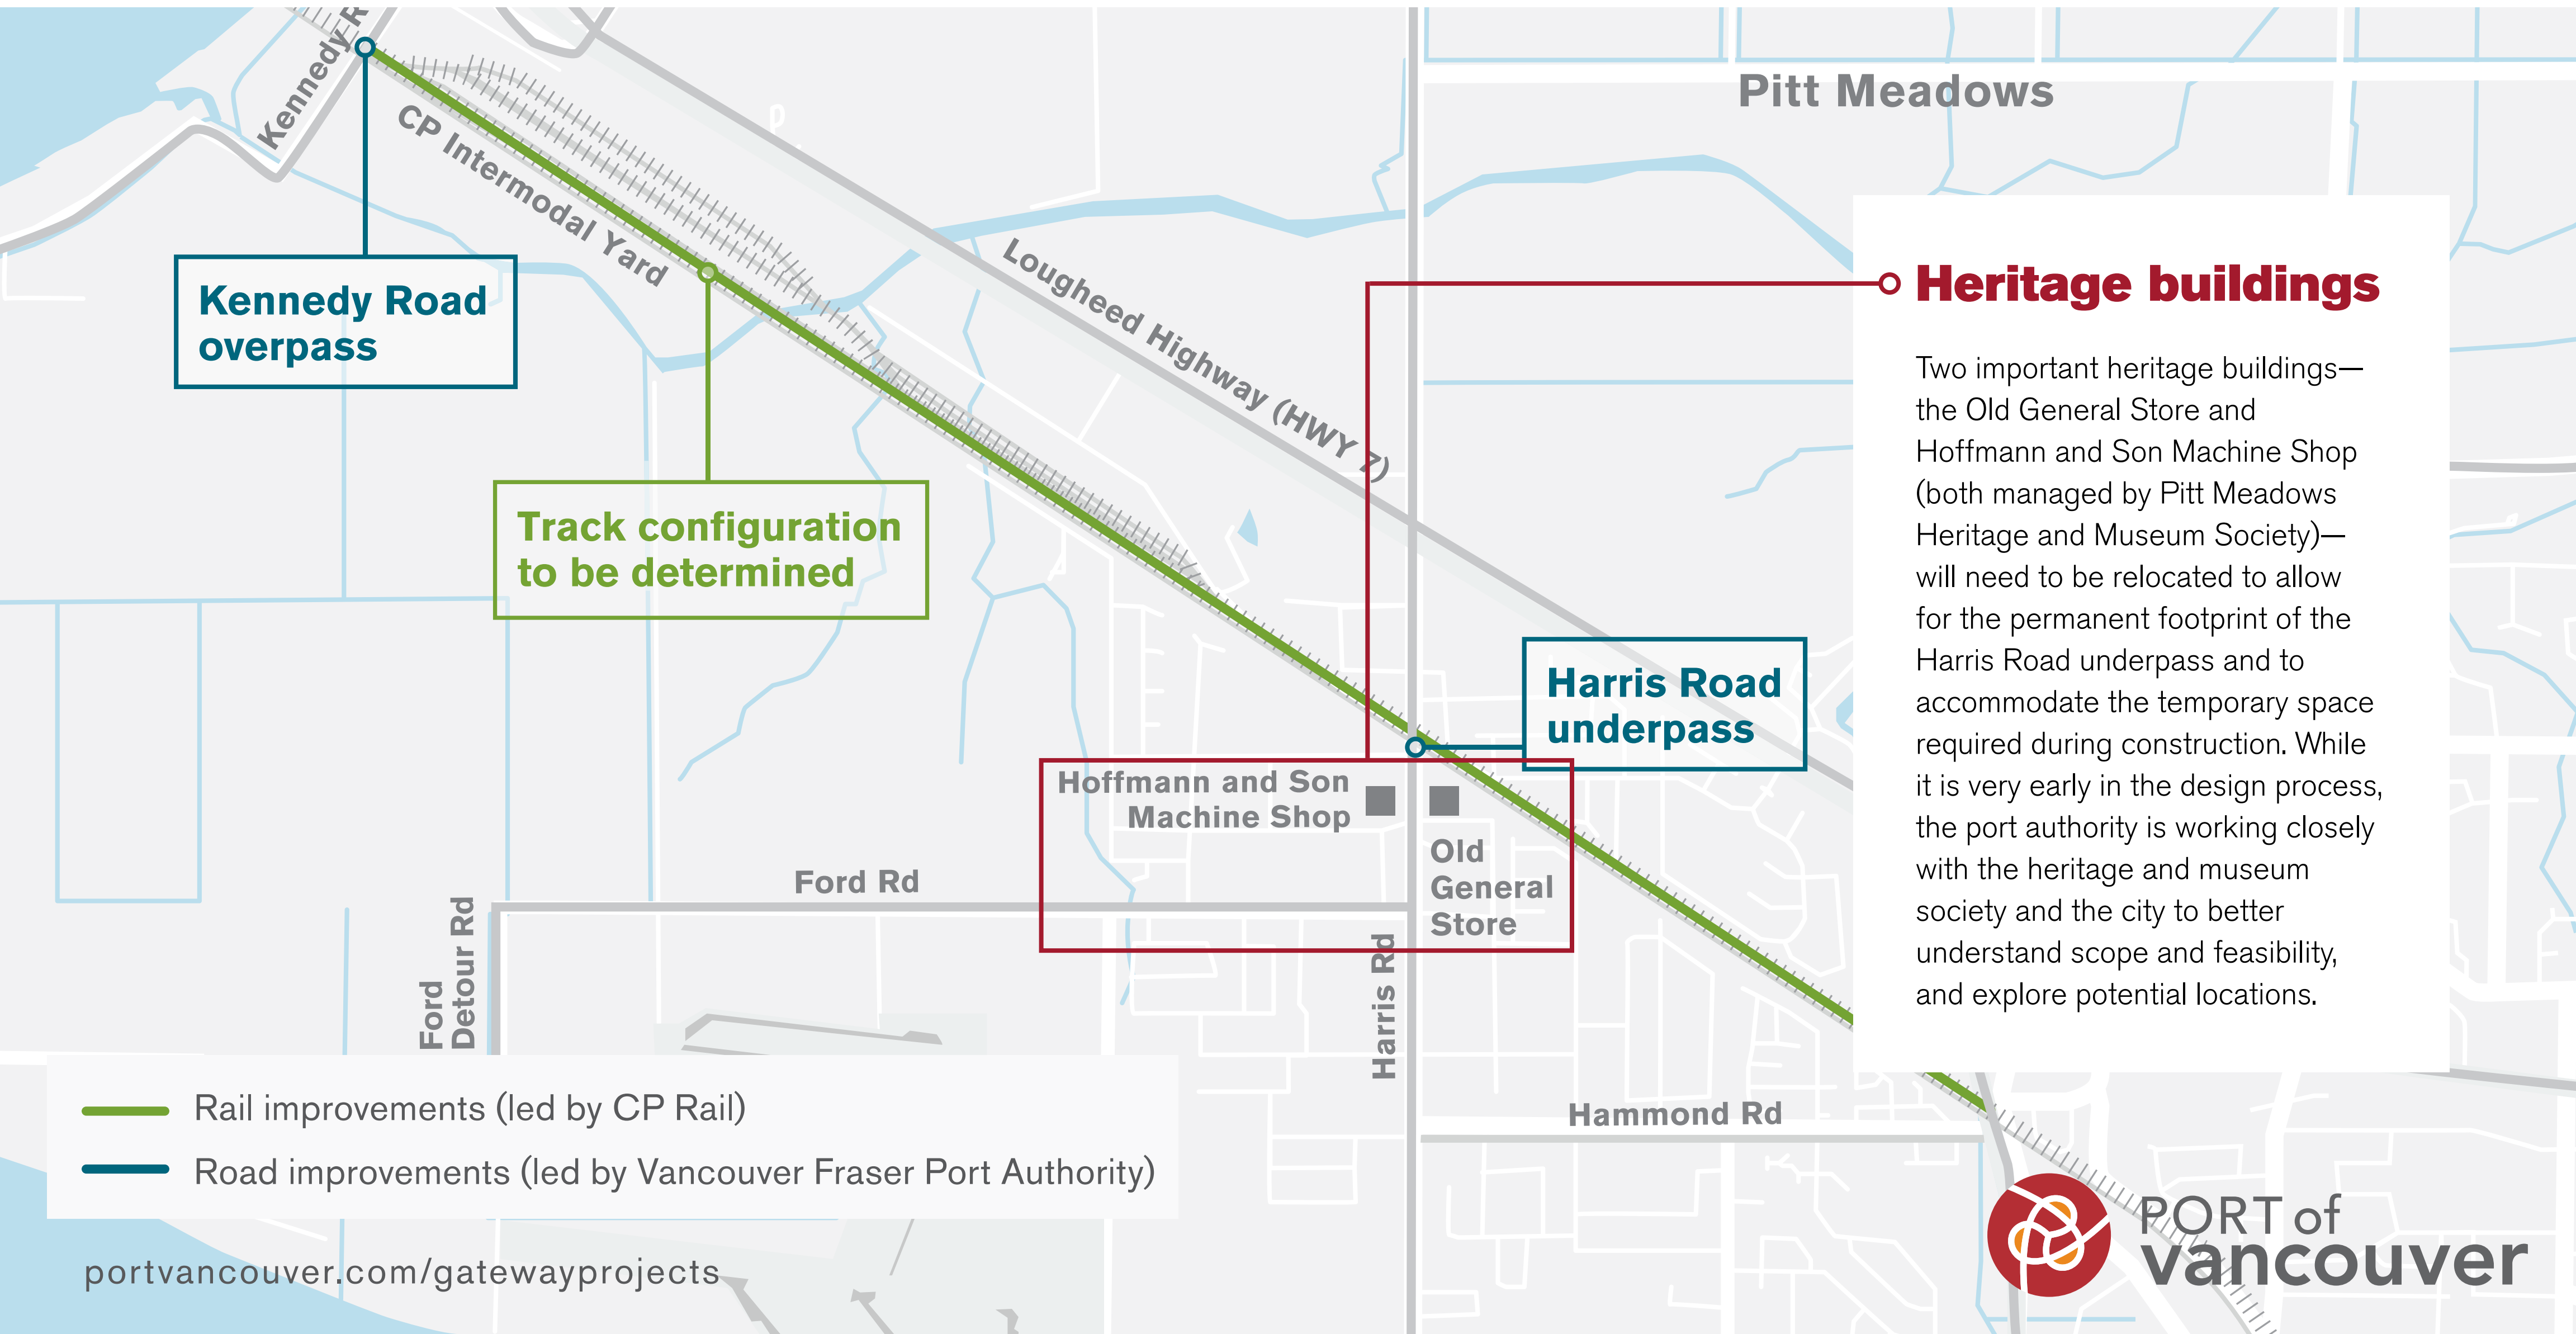 Kennedy R
CP Intermodal Yard
Pitt Meadows
Lougheed Highway (HWY 7)
Kennedy Road
overpass
Track configuration
to be determined
Harris Road
underpass
Hoffmann and Son
Machine Shop
Old
General
Store
Ford Rd
Ford
Detour Rd
Harris Rd
Hammond Rd
Heritage buildings
Two important heritage buildings—
the Old General Store and
Hoffmann and Son Machine Shop
(both managed by Pitt Meadows
Heritage and Museum Society)—
will need to be relocated to allow
for the permanent footprint of the
Harris Road underpass and to
accommodate the temporary space
required during construction. While
it is very early in the design process,
the port authority is working closely
with the heritage and museum
society and the city to better
understand scope and feasibility,
and explore potential locations.
Rail improvements (led by CP Rail)
Road improvements (led by Vancouver Fraser Port Authority)
portvancouver.com/gatewayprojects
PORT of
vancouver